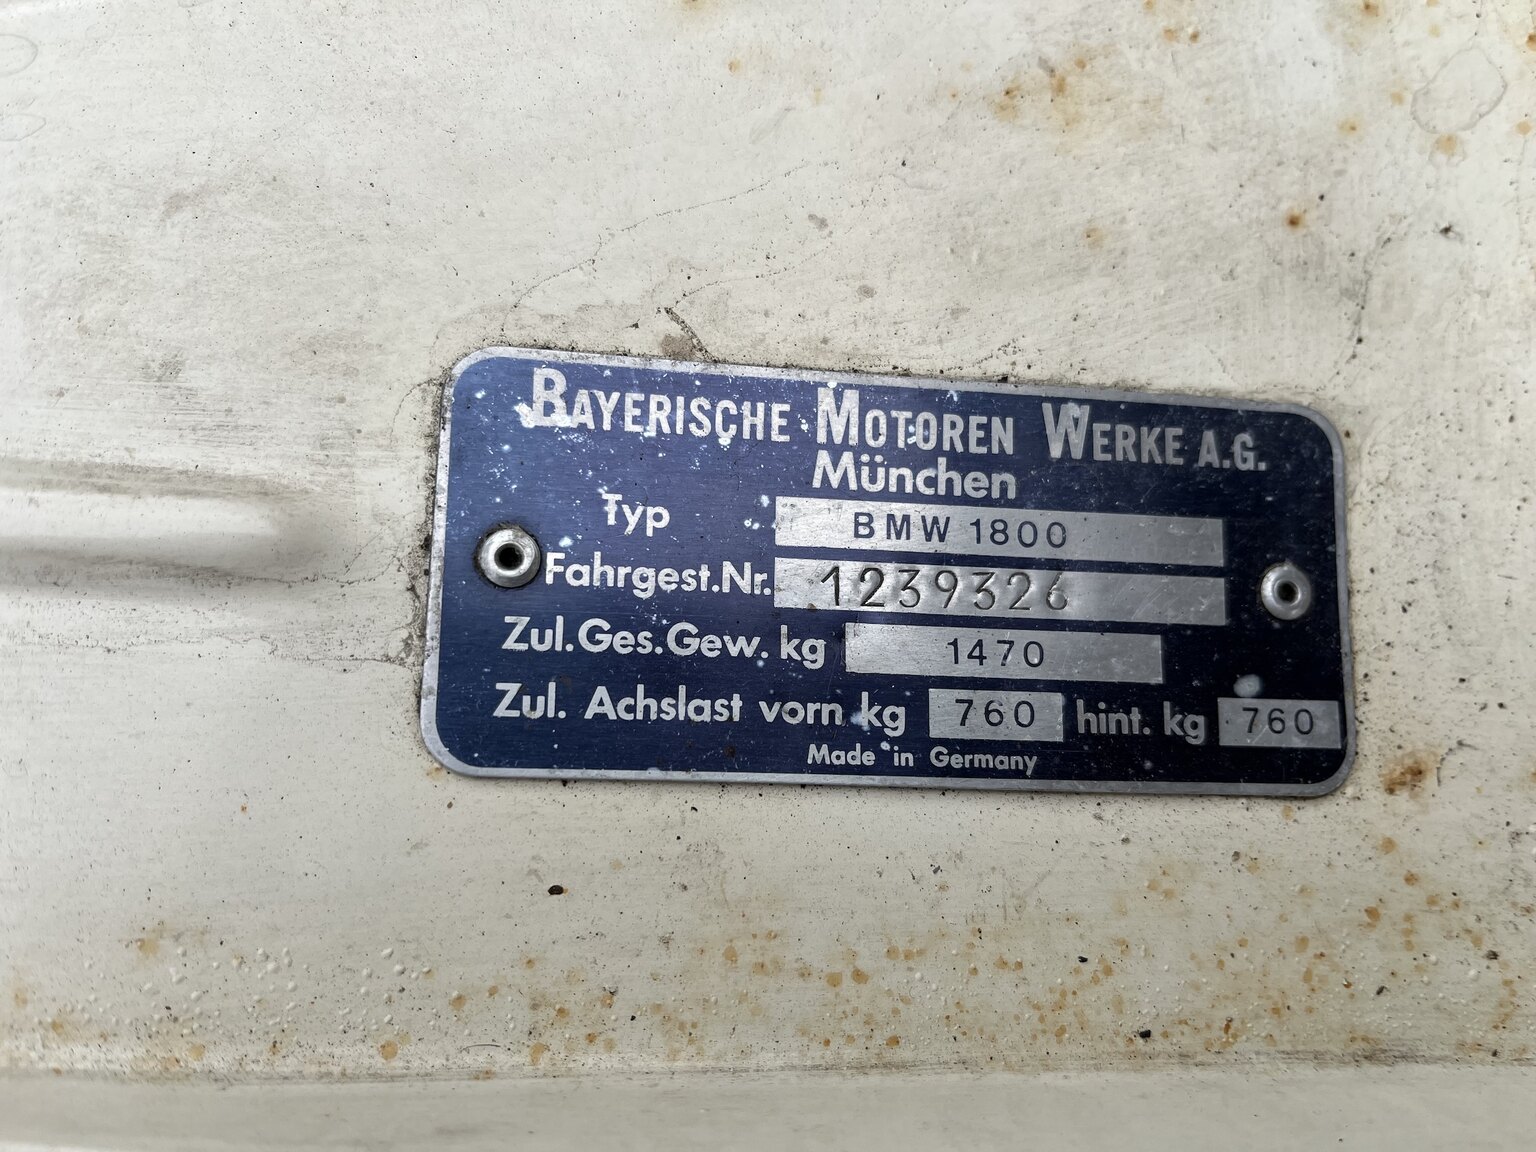 BAYERISCHE MOTOREN WERKE A.G.
München
Typ BMW 1800
Fahrgest.Nr. 1239326
Zul.Ges.Gew. kg 1470
Zul. Achslast vorn kg 760 hint. kg 760
Made in Germany